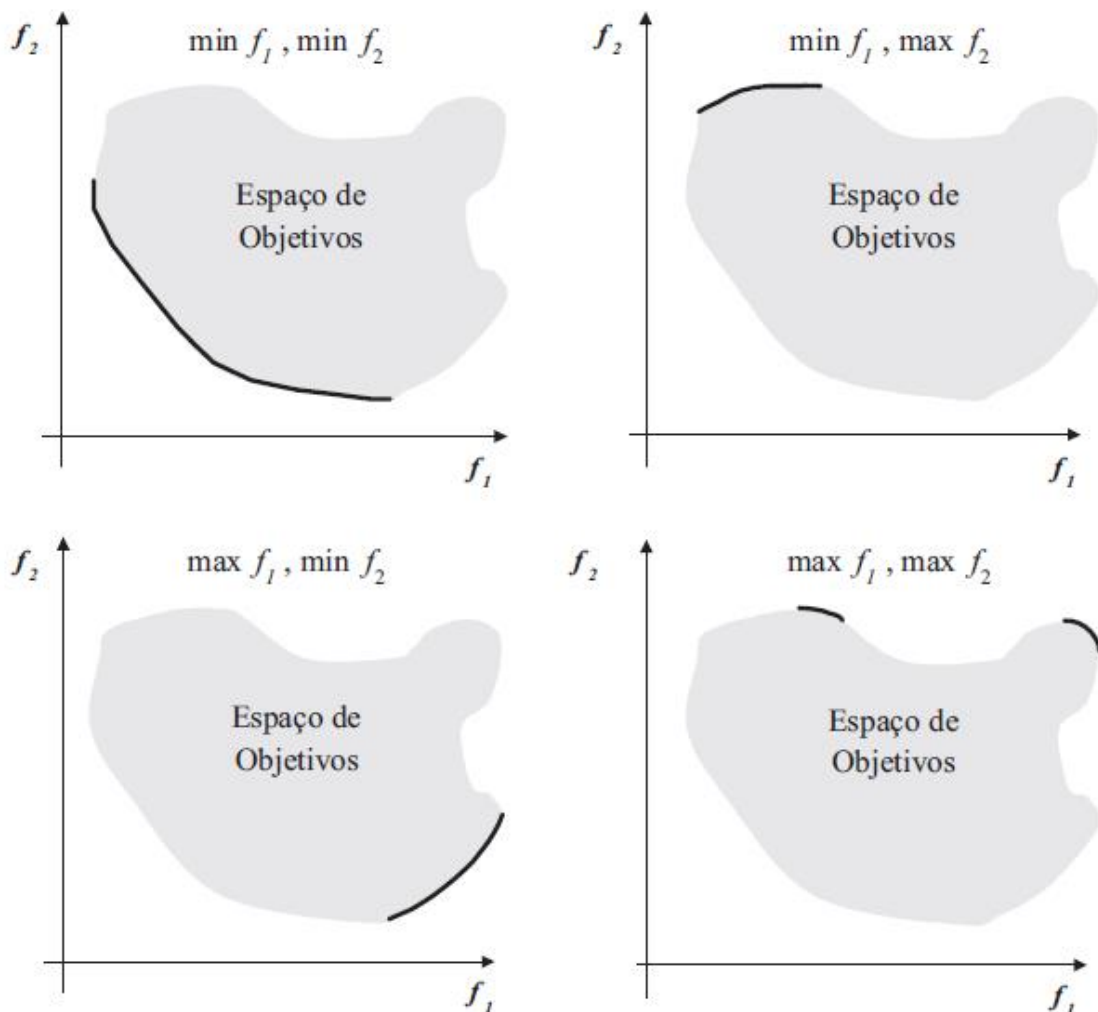 f₂
min f₁ , min f₂
Espaço de
Objetivos
f₁
f₂
min f₁ , max f₂
Espaço de
Objetivos
f₁
f₂
max f₁ , min f₂
Espaço de
Objetivos
f₁
f₂
max f₁ , max f₂
Espaço de
Objetivos
f₁